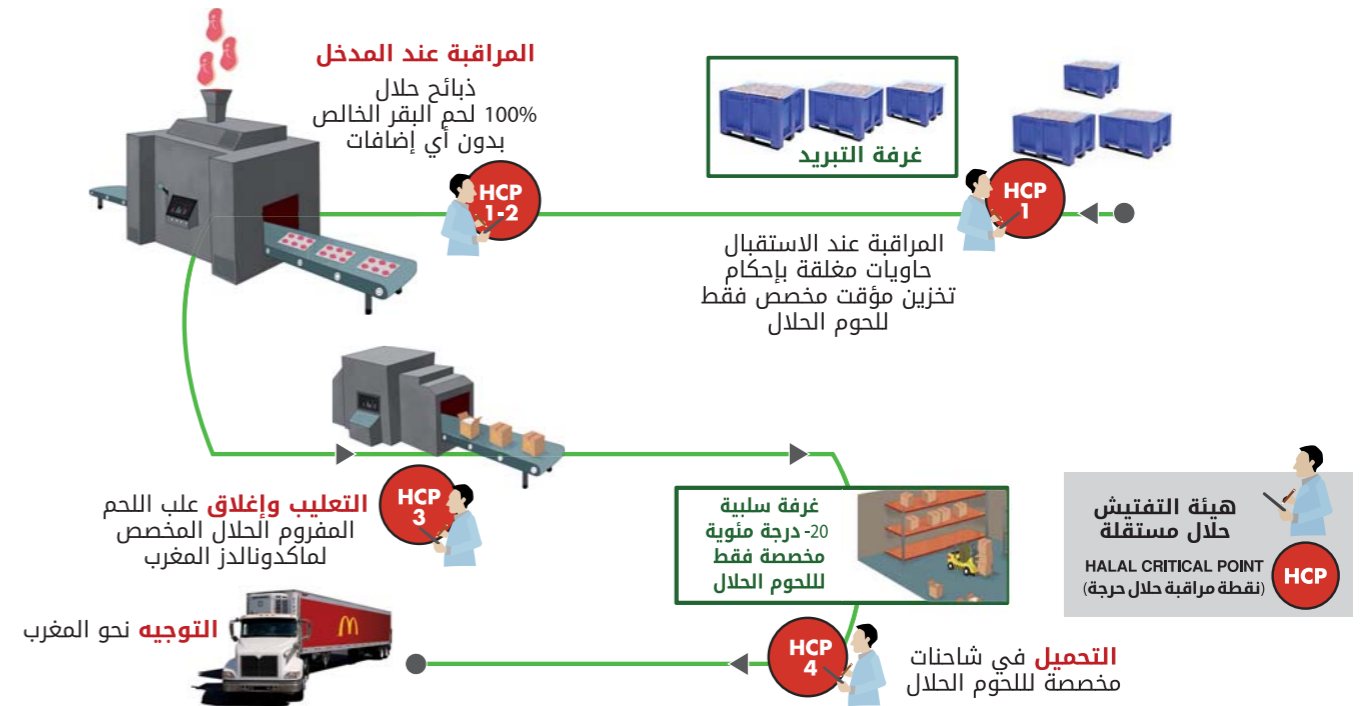 غرفة التبريد
HCP
1
المراقبة عند الاستقبال
حاويات مغلقة بإحكام
تخزين مؤقت مخصص فقط
للحوم الحلال
المراقبة عند المدخل
ذبائح حلال
100% لحم البقر الخالص
بدون أي إضافات
HCP
1-2
HCP
3
التعليب وإغلاق علب اللحم
المفروم الحلال المخصص
لماكدونالدز المغرب
غرفة سلبية
20- درجة مئوية
مخصصة فقط
لللحوم الحلال
HCP
4
التحميل في شاحنات
مخصصة لللحوم الحلال
التوجيه نحو المغرب
هيئة التفتيش
حلال مستقلة
HALAL CRITICAL POINT
(نقطة مراقبة حلال حرجة)
HCP